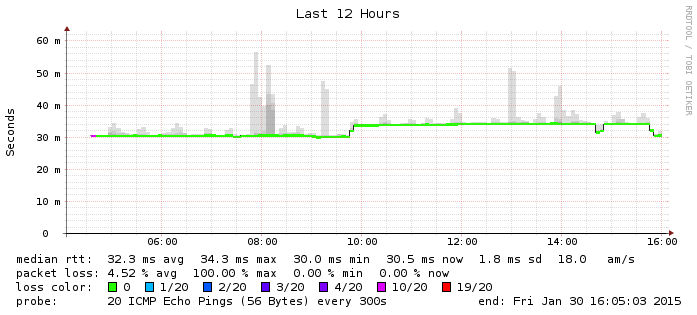 Last 12 Hours
RRDTOOL / TOBI OETIKER
Seconds
60 m
50 m
40 m
30 m
20 m
10 m
0
06:00 08:00 10:00 12:00 14:00 16:00
median rtt: 32.3 ms avg 34.3 ms max 30.0 ms min 30.5 ms now 1.8 ms sd 18.0 am/s
packet loss: 4.52 % avg 100.00 % max 0.00 % min 0.00 % now
loss color: 0 1/20 2/20 3/20 4/20 10/20 19/20
probe: 20 ICMP Echo Pings (56 Bytes) every 300s end: Fri Jan 30 16:05:03 2015